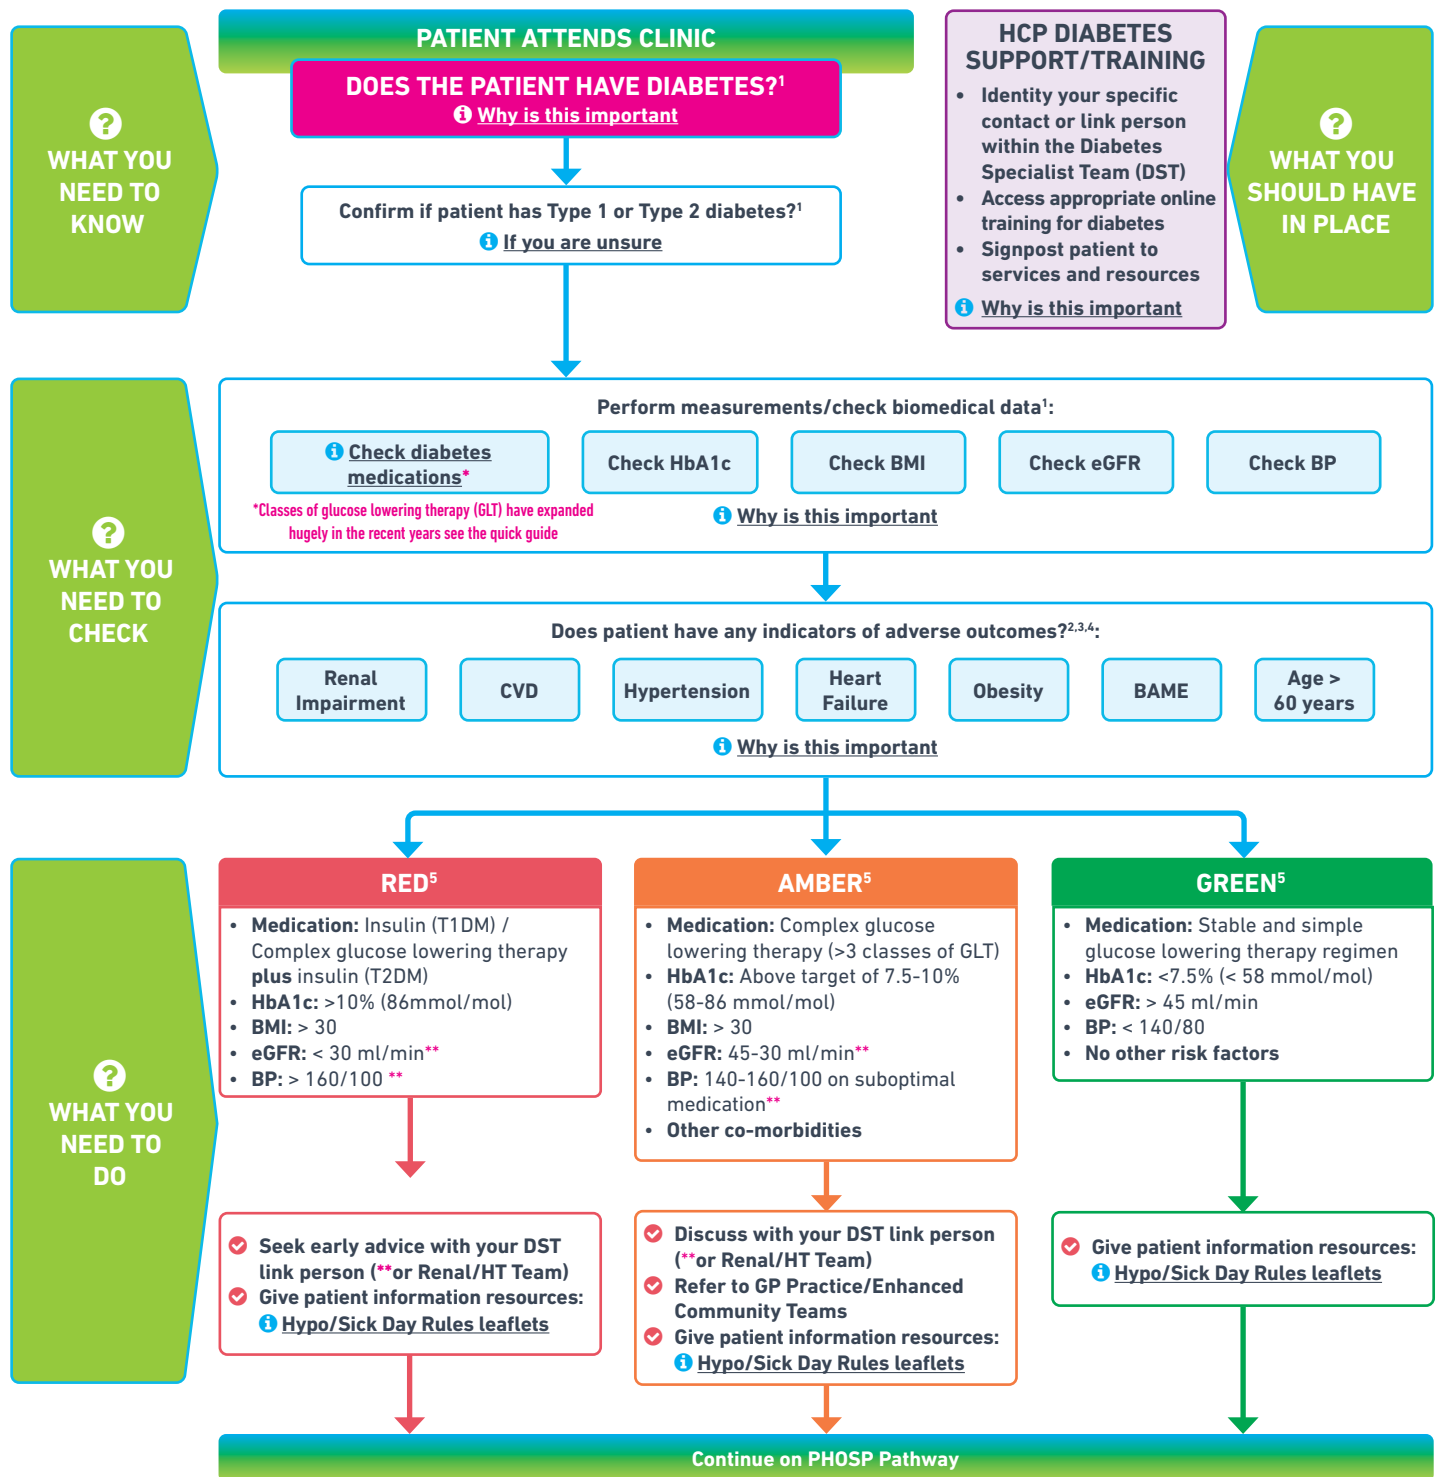 PATIENT ATTENDS CLINIC
DOES THE PATIENT HAVE DIABETES?¹
Why is this important
? WHAT YOU
NEED TO
KNOW
Confirm if patient has Type 1 or Type 2 diabetes?¹
If you are unsure
HCP DIABETES
SUPPORT/TRAINING
• Identity your specific
contact or link person
within the Diabetes
Specialist Team (DST)
• Access appropriate online
training for diabetes
• Signpost patient to
services and resources
Why is this important
?
WHAT YOU
SHOULD HAVE
IN PLACE
?
WHAT YOU
NEED TO
CHECK
Perform measurements/check biomedical data¹:
Check diabetes
medications*
Check HbA1c
Check BMI
Check eGFR
Check BP
*Classes of glucose lowering therapy (GLT) have expanded
hugely in the recent years see the quick guide
Why is this important
Does patient have any indicators of adverse outcomes?²,³,⁴:
Renal
Impairment
CVD
Hypertension
Heart
Failure
Obesity
BAME
Age >
60 years
Why is this important
?
WHAT YOU
NEED TO
DO
RED⁵
• Medication: Insulin (T1DM) /
Complex glucose lowering therapy
plus insulin (T2DM)
• HbA1c: >10% (86mmol/mol)
• BMI: > 30
• eGFR: < 30 ml/min**
• BP: > 160/100 **
Seek early advice with your DST
link person (**or Renal/HT Team)
Give patient information resources:
Hypo/Sick Day Rules leaflets
AMBER⁵
• Medication: Complex glucose
lowering therapy (>3 classes of GLT)
• HbA1c: Above target of 7.5-10%
(58-86 mmol/mol)
• BMI: > 30
• eGFR: 45-30 ml/min**
• BP: 140-160/100 on suboptimal
medication**
• Other co-morbidities
Discuss with your DST link person
(**or Renal/HT Team)
Refer to GP Practice/Enhanced
Community Teams
Give patient information resources:
Hypo/Sick Day Rules leaflets
GREEN⁵
• Medication: Stable and simple
glucose lowering therapy regimen
• HbA1c: <7.5% (< 58 mmol/mol)
• eGFR: > 45 ml/min
• BP: < 140/80
• No other risk factors
Give patient information resources:
Hypo/Sick Day Rules leaflets
Continue on PHOSP Pathway